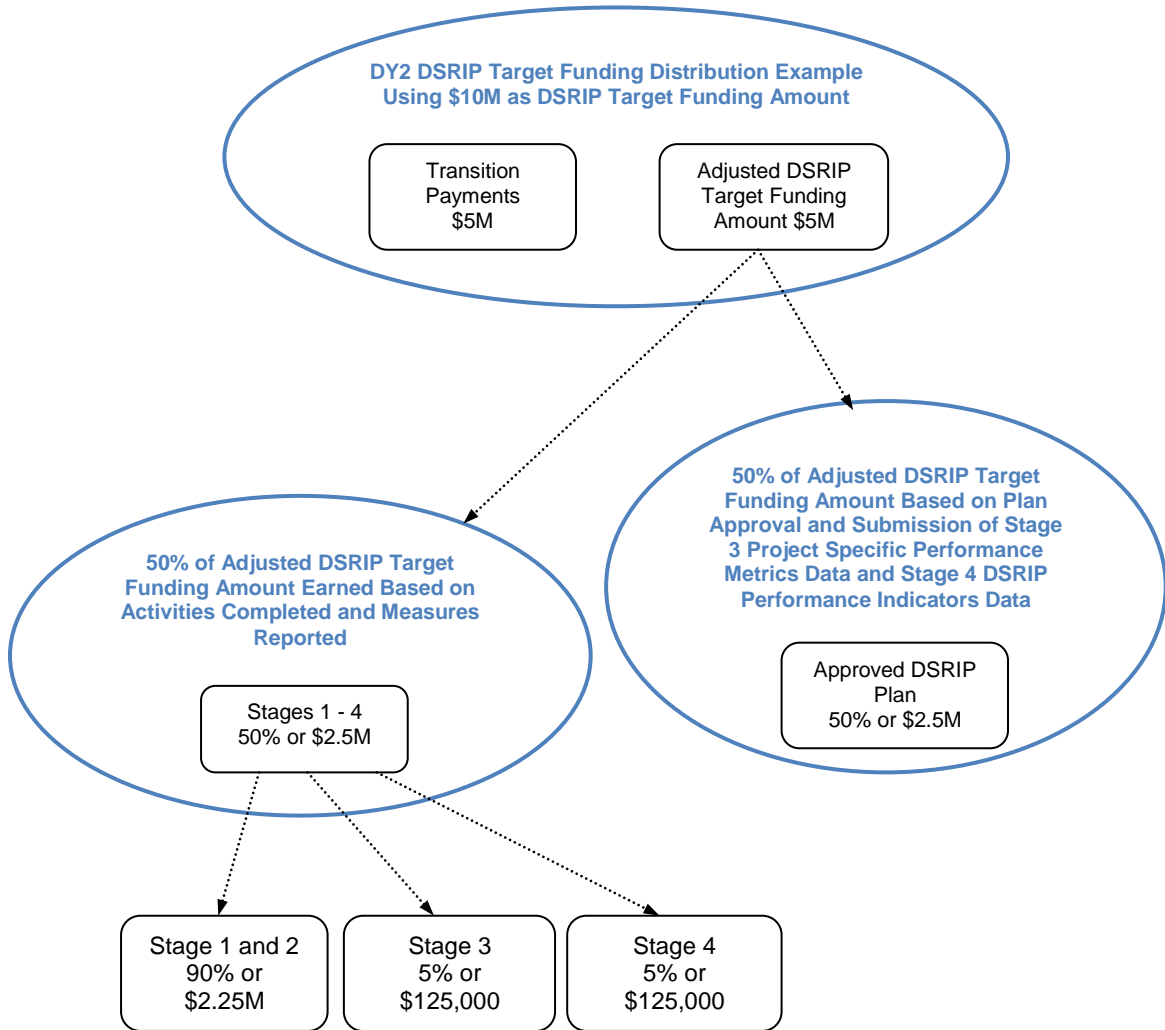 DY2 DSRIP Target Funding Distribution Example
Using $10M as DSRIP Target Funding Amount
Transition
Payments
$5M
Adjusted DSRIP
Target Funding
Amount $5M
50% of Adjusted DSRIP Target
Funding Amount Earned Based on
Activities Completed and Measures
Reported
Stages 1 - 4
50% or $2.5M
50% of Adjusted DSRIP Target
Funding Amount Based on Plan
Approval and Submission of Stage
3 Project Specific Performance
Metrics Data and Stage 4 DSRIP
Performance Indicators Data
Approved DSRIP
Plan
50% or $2.5M
Stage 1 and 2
90% or
$2.25M
Stage 3
5% or
$125,000
Stage 4
5% or
$125,000